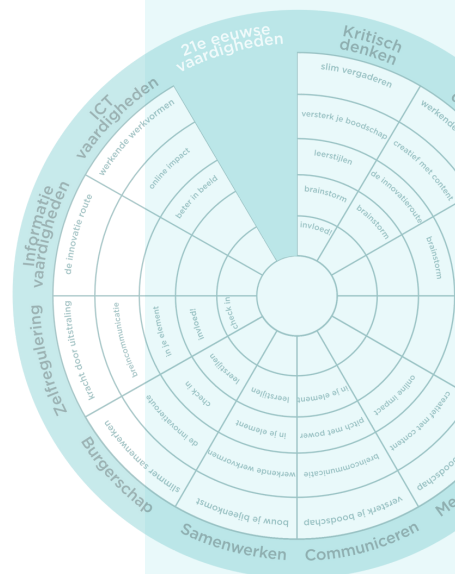 21e eeuwse
vaardigheden
Kritisch
denken
slim vergaderen
versterk je boodschap
leerstijlen
brainstorm
invloed!
creatief met content
de innovatieroute
brainstorm
brainstorm
creatief met content
online impact
Communiceren
versterk je boodschap
breincommunicatie
pitch met power
in je element
Samenwerken
bouw je bijeenkomst
werkende werkvormen
in je element
leerstijlen
Burgerschap
slimmer samenwerken
de innovatieroute
check in
leerstijlen
Zelfregulering
kracht door uitstraling
breincommunicatie
in je element
invloed!
check in
Informatie
vaardigheden
de innovatie route
ICT
vaardigheden
werkende werkvormen
online impact
beter in beeld